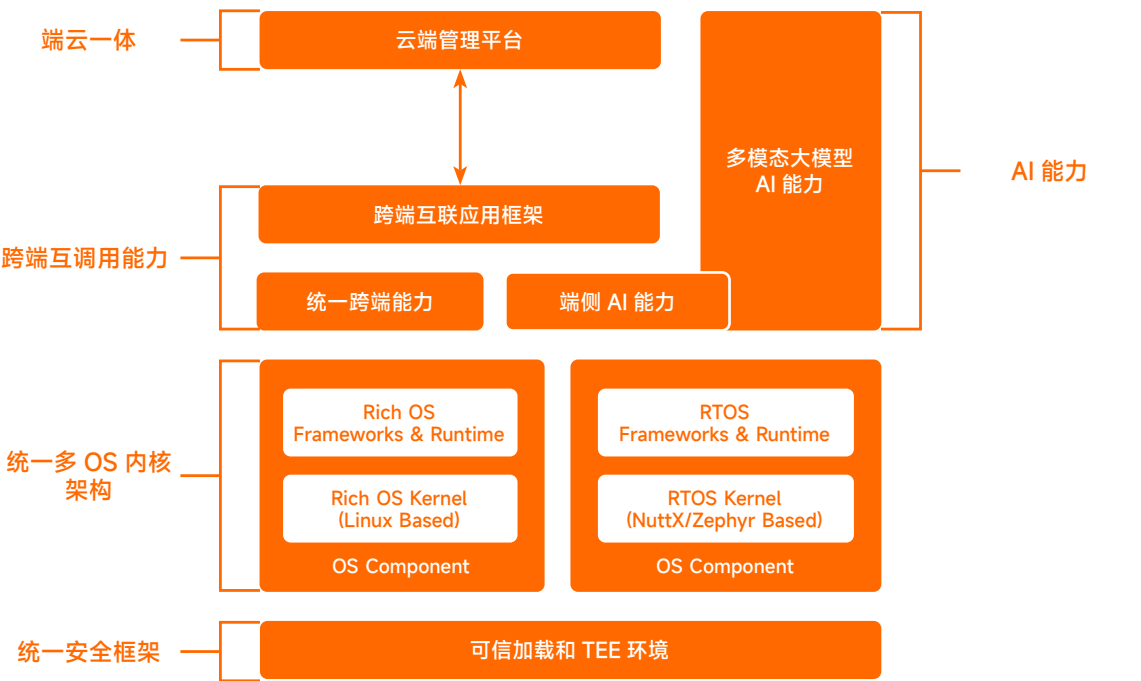 端云一体
云端管理平台
多模态大模型
AI 能力
AI 能力
跨端互调用能力
跨端互联应用框架
统一跨端能力
端侧 AI 能力
统一多 OS 内核
架构
Rich OS
Frameworks & Runtime
Rich OS Kernel
(Linux Based)
OS Component
RTOS
Frameworks & Runtime
RTOS Kernel
(NuttX/Zephyr Based)
OS Component
统一安全框架
可信加载和 TEE 环境